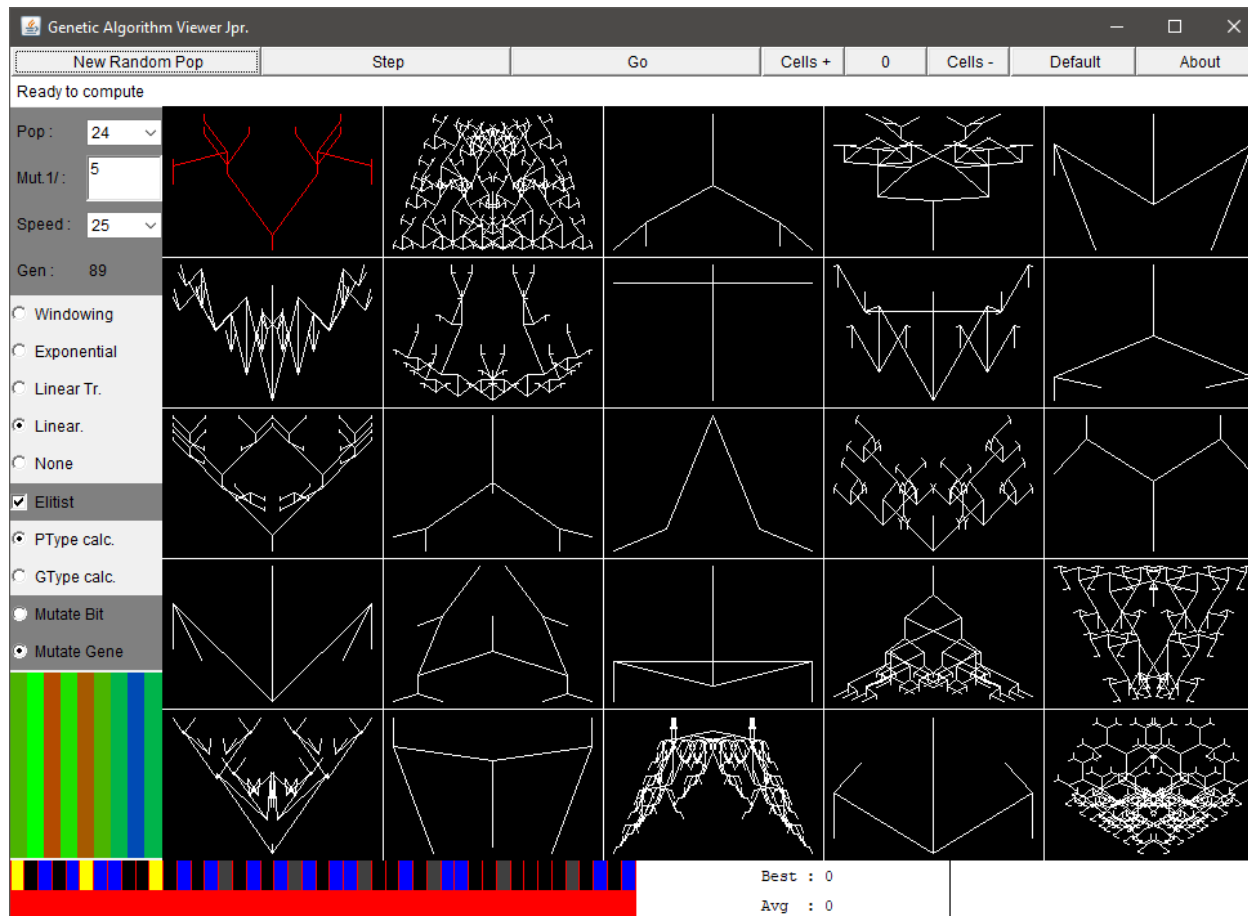 Genetic Algorithm Viewer Jpr.
New Random Pop Step Go Cells + 0 Cells - Default About
Ready to compute
Pop : 24
Mut.1/ : 5
Speed : 25
Gen : 89
Windowing
Exponential
Linear Tr.
Linear.
None
Elitist
PType calc.
GType calc.
Mutate Bit
Mutate Gene
Best : 0
Avg : 0